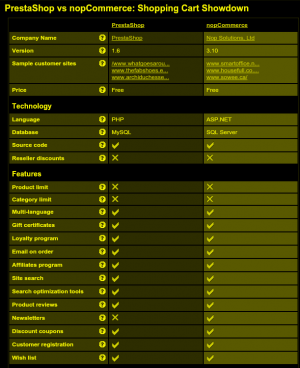 PrestaShop vs nopCommerce: Shopping Cart Showdown
PrestaShop nopCommerce
Company Name ? PrestaShop Nop Solutions, Ltd
Version ? 1.6 3.10
Sample customer sites ? /www.whatgoesarou... www.smartoffice.n...
www.thefabshoes.e... www.housefull.co....
www.archiduchesse... www.sowee.ca/
Price ? Free Free
Technology
Language ? PHP ASP.NET
Database ? MySQL SQL Server
Source code ? ✓ ✓
Reseller discounts ? ✕ ✕
Features
Product limit ? ✕ ✕
Category limit ? ✕ ✕
Multi-language ? ✓ ✓
Gift certificates ? ✓ ✓
Loyalty program ? ✓ ✓
Email on order ? ✓ ✓
Affiliates program ? ✓ ✓
Site search ? ✓ ✓
Search optimization tools ? ✓ ✓
Product reviews ? ✓ ✓
Newsletters ? ✕ ✓
Discount coupons ? ✓ ✓
Customer registration ? ✓ ✓
Wish list ? ✓ ✓